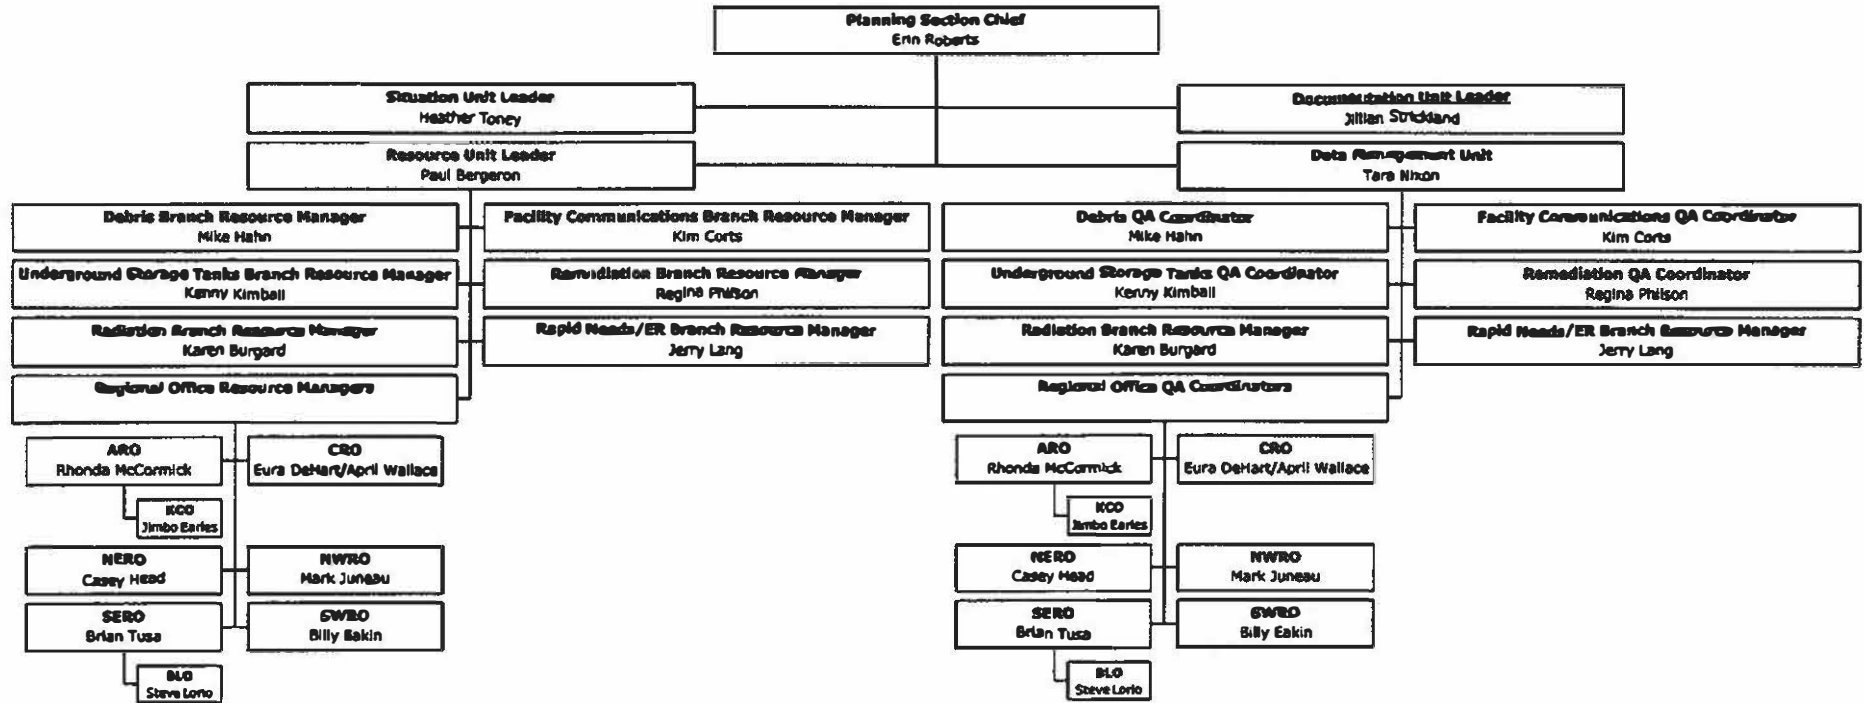 Planning Section Chief
Erin Roberts
Situation Unit Leader
Heather Toney
Documentation Unit Leader
Jillian Strickland
Resource Unit Leader
Paul Bergeron
Data Management Unit
Tara Nixon
Debris Branch Resource Manager
Mike Hahn
Facility Communications Branch Resource Manager
Kim Corts
Underground Storage Tanks Branch Resource Manager
Kenny Kimball
Remediation Branch Resource Manager
Regina Philson
Radiation Branch Resource Manager
Karen Burgard
Rapid Needs/ER Branch Resource Manager
Jerry Lang
Regional Office Resource Managers
ARO
Rhonda McCormick
CRO
Eura DeHart/April Wallace
KCO
Jimbo Earles
NERO
Casey Head
NWRO
Mark Juneau
SERO
Brian Tusa
SWRO
Billy Eakin
BLO
Steve Lorio
Debris QA Coordinator
Mike Hahn
Facility Communications QA Coordinator
Kim Corts
Underground Storage Tanks QA Coordinator
Kenny Kimball
Remediation QA Coordinator
Regina Philson
Radiation Branch Resource Manager
Karen Burgard
Rapid Needs/ER Branch Resource Manager
Jerry Lang
Regional Office QA Coordinators
ARO
Rhonda McCormick
CRO
Eura DeHart/April Wallace
KCO
Jimbo Earles
NERO
Casey Head
NWRO
Mark Juneau
SERO
Brian Tusa
SWRO
Billy Eakin
BLO
Steve Lorio